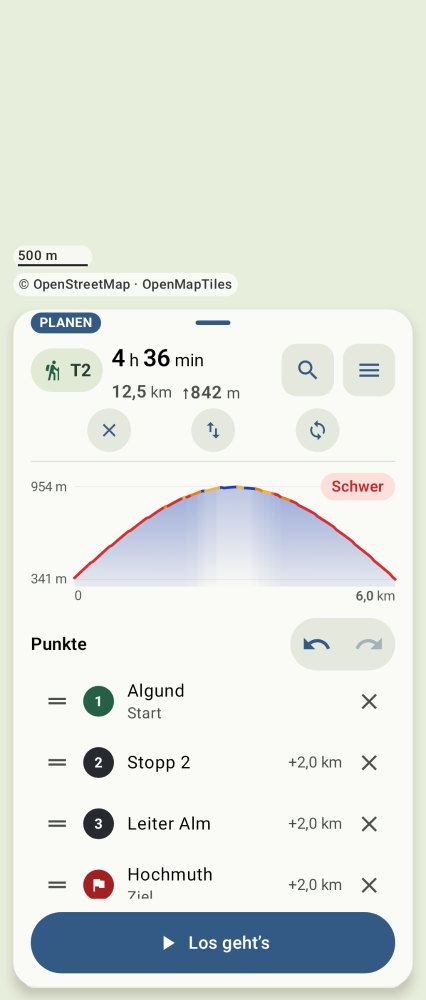 500 m
© OpenStreetMap · OpenMapTiles
PLANEN
T2
4 h 36 min
12,5 km ↑842 m
954 m
Schwer
341 m
0
6,0 km
Punkte
1
Algund
Start
2
Stopp 2
+2,0 km
3
Leiter Alm
+2,0 km
Hochmuth
+2,0 km
Ziel
Los geht's